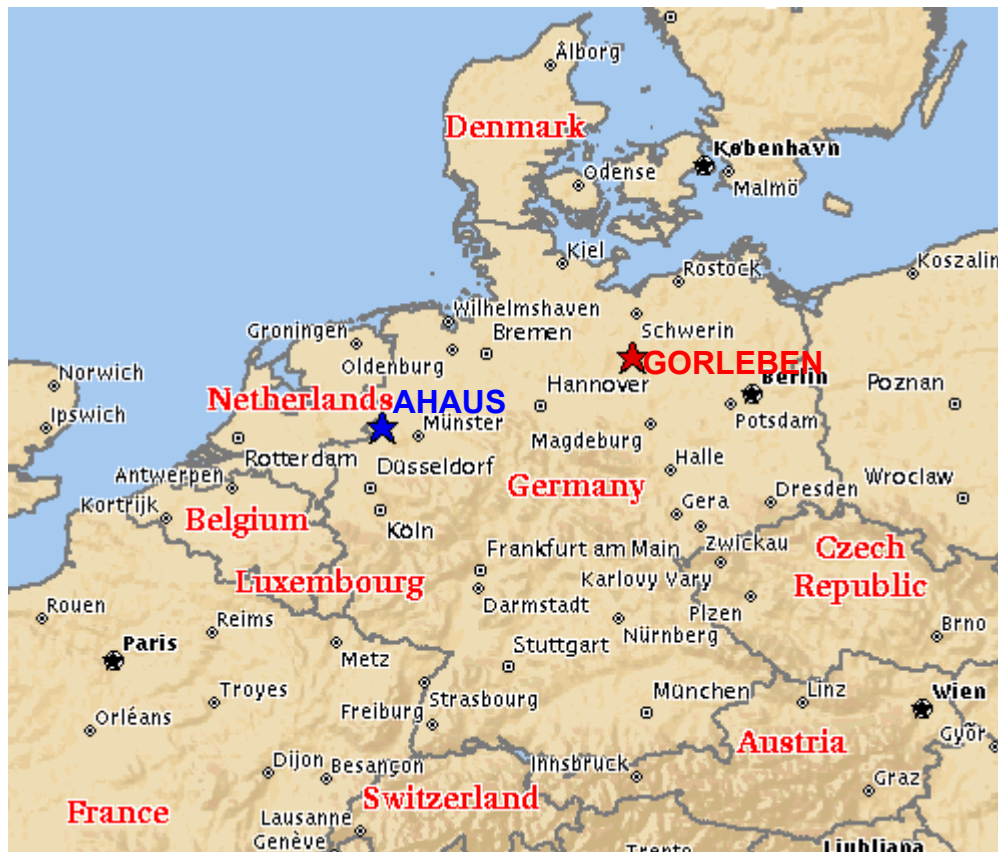 Ålborg
Denmark
København
Odense
Malmö
Kiel
Koszalin
Rostock
Wilhelmshaven
Groningen
Bremen
Schwerin
Oldenburg
GORLEBEN
Norwich
Netherlands
AHAUS
Hannover
Berlin
Poznan
Ipswich
Münster
Magdeburg
Potsdam
Rotterdam
Düsseldorf
Halle
Antwerpen
Germany
Wroclaw
Kortrijk
Belgium
Gera
Dresden
Köln
Frankfurt am Main
Zwickau
Czech
Republic
Luxembourg
Karlovy Vary
Rouen
Darmstadt
Plzen
Reims
Nürnberg
Brno
Paris
Stuttgart
Metz
Troyes
Strasbourg
München
Linz
Wien
Orléans
Freiburg
Győr
Austria
Dijon
Besançon
Innsbruck
Graz
France
Switzerland
Lausanne
Genève
Trento
Ljubljana